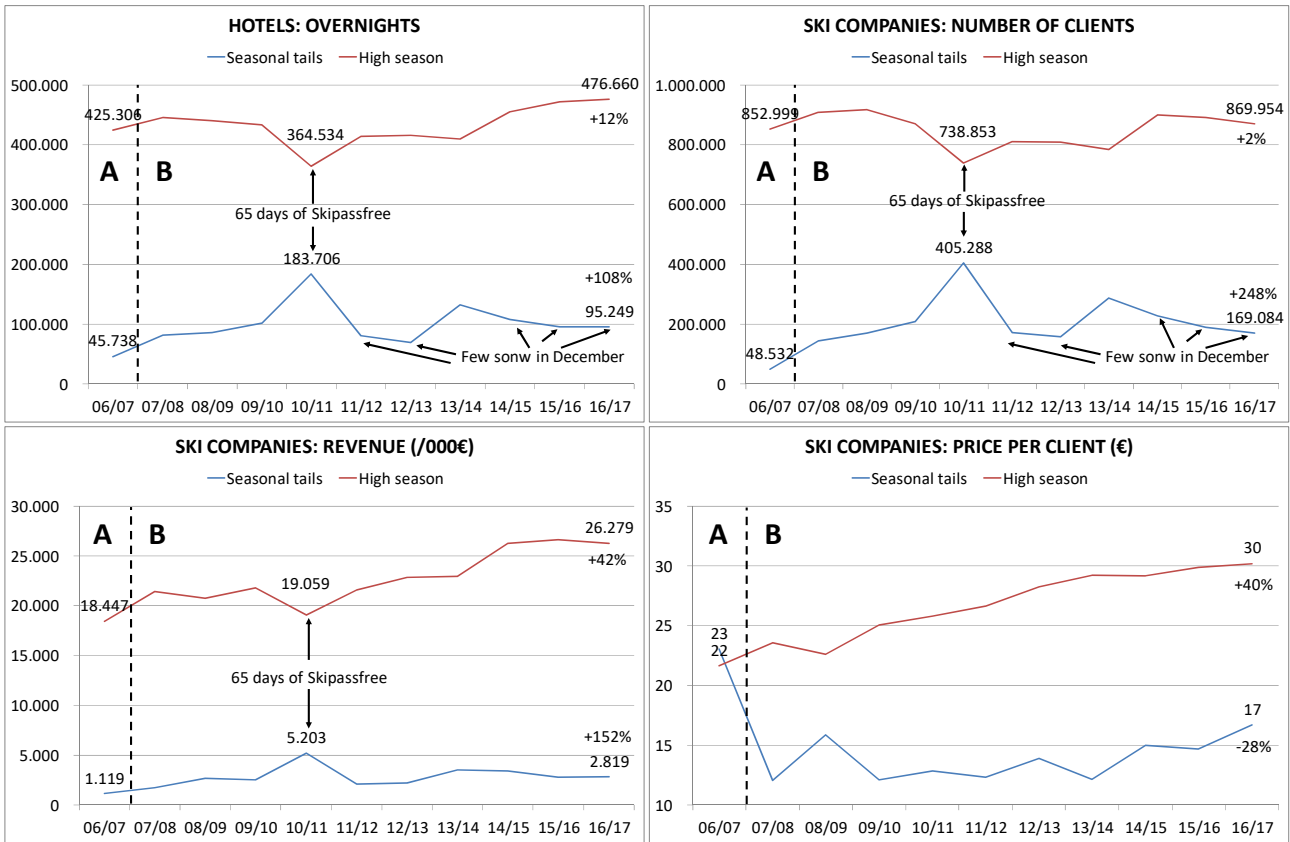 HOTELS: OVERNIGHTS
Seasonal tails High season
500.000
400.000
300.000
200.000
100.000
0
425.306
364.534
476.660
+12%
A B
65 days of Skipassfree
183.706
+108%
95.249
45.738
Few sonw in December
06/07 07/08 08/09 09/10 10/11 11/12 12/13 13/14 14/15 15/16 16/17
SKI COMPANIES: NUMBER OF CLIENTS
Seasonal tails High season
1.000.000
800.000
600.000
400.000
200.000
0
852.999
738.853
869.954
+2%
A B
65 days of Skipassfree
405.288
+248%
169.084
48.532
Few sonw in December
06/07 07/08 08/09 09/10 10/11 11/12 12/13 13/14 14/15 15/16 16/17
SKI COMPANIES: REVENUE (/000€)
Seasonal tails High season
30.000
25.000
20.000
15.000
10.000
5.000
0
A B
26.279
+42%
18.447
19.059
65 days of Skipassfree
5.203
+152%
2.819
1.119
06/07 07/08 08/09 09/10 10/11 11/12 12/13 13/14 14/15 15/16 16/17
SKI COMPANIES: PRICE PER CLIENT (€)
Seasonal tails High season
35
30
25
20
15
10
A B
30
+40%
23
22
17
-28%
06/07 07/08 08/09 09/10 10/11 11/12 12/13 13/14 14/15 15/16 16/17